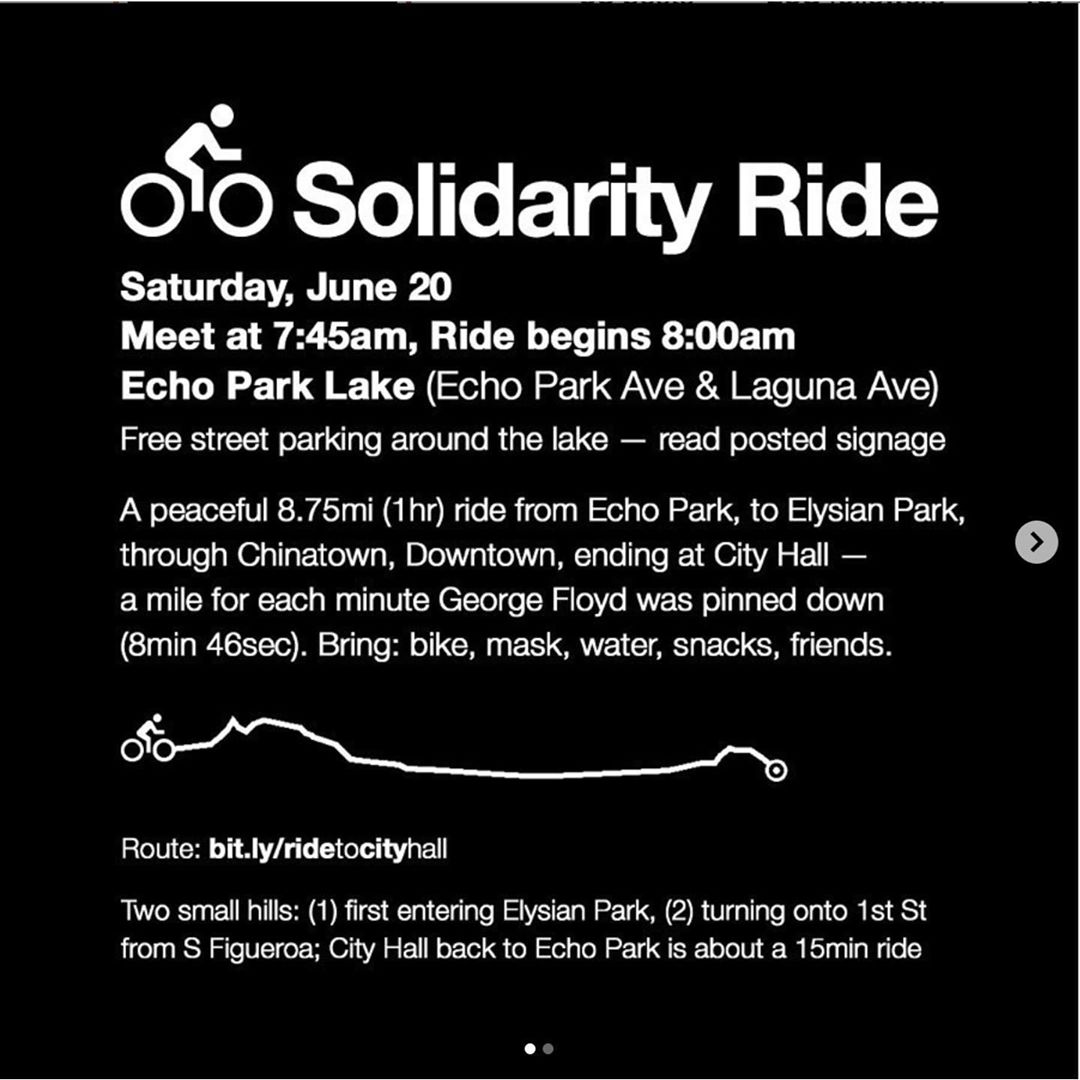 Solidarity Ride
Saturday, June 20
Meet at 7:45am, Ride begins 8:00am
Echo Park Lake (Echo Park Ave & Laguna Ave)
Free street parking around the lake — read posted signage
A peaceful 8.75mi (1hr) ride from Echo Park, to Elysian Park,
through Chinatown, Downtown, ending at City Hall —
a mile for each minute George Floyd was pinned down
(8min 46sec). Bring: bike, mask, water, snacks, friends.
Route: bit.ly/ridetocityhall
Two small hills: (1) first entering Elysian Park, (2) turning onto 1st St
from S Figueroa; City Hall back to Echo Park is about a 15min ride